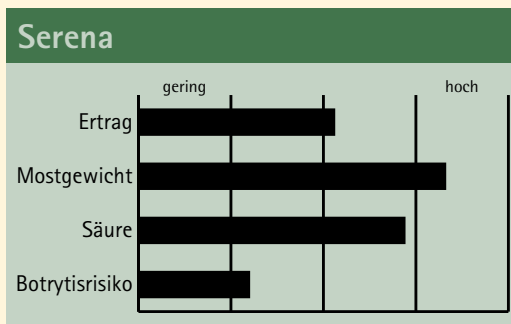 Serena
gering hoch
Ertrag
Mostgewicht
Säure
Botrytisrisiko